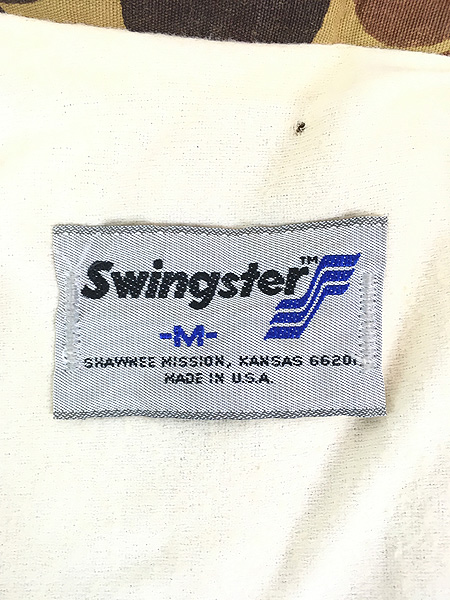 Swingster™
-M-
SHAWNEE MISSION, KANSAS 6620
MADE IN U.S.A.